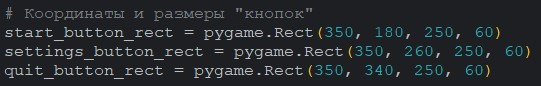 # Координаты и размеры "кнопок"
start_button_rect = pygame.Rect(350, 180, 250, 60)
settings_button_rect = pygame.Rect(350, 260, 250, 60)
quit_button_rect = pygame.Rect(350, 340, 250, 60)